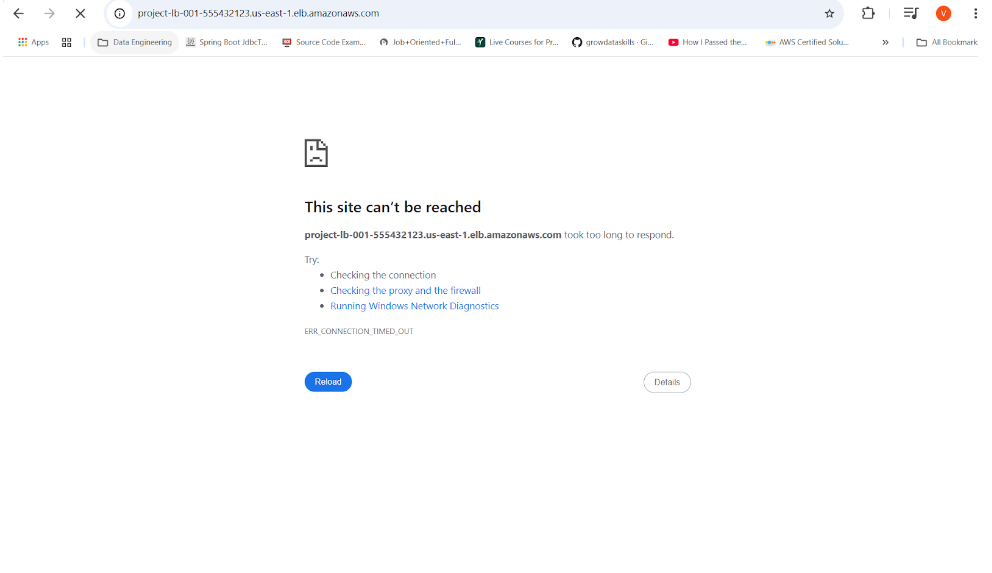 project-lb-001-555432123.us-east-1.elb.amazonaws.com
V
Apps
Data Engineering
Spring Boot JdbcT...
Source Code Exam...
Job+Oriented+Ful...
Live Courses for Pr...
growdataskills · Gi...
How I Passed the...
AWS Certified Solu...
»
All Bookmark
This site can't be reached
project-lb-001-555432123.us-east-1.elb.amazonaws.com took too long to respond.
Try:
• Checking the connection
• Checking the proxy and the firewall
• Running Windows Network Diagnostics
ERR_CONNECTION_TIMED_OUT
Reload
Details